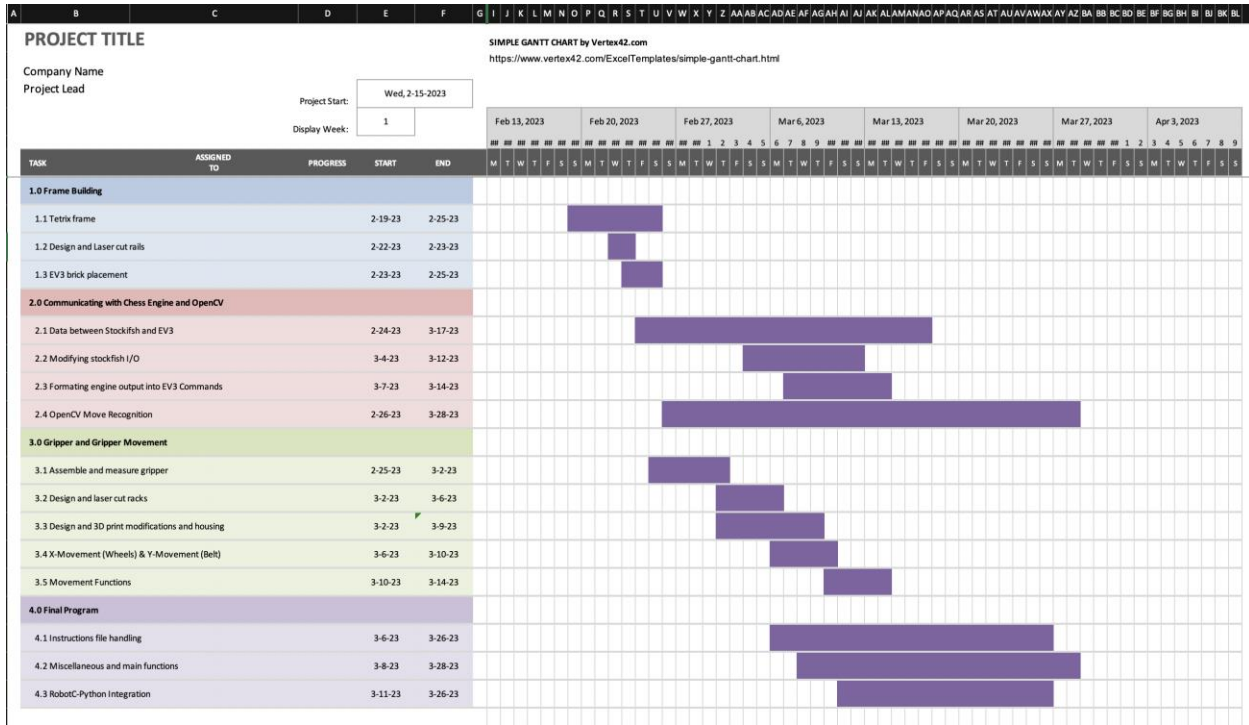 A B C D E F G I J K L M N O P Q R S T U V W X Y Z AA AB AC AD AE AF AG AH AI AJ AK AL AM AN AO AP AQ AR AS AT AU AV AW AX AY AZ BA BB BC BD BE BF BG BH BI BJ BK BL
PROJECT TITLE
SIMPLE GANTT CHART by Vertex42.com
https://www.vertex42.com/ExcelTemplates/simple-gantt-chart.html
Company Name
Project Lead
Project Start: Wed, 2-15-2023
Display Week: 1
Feb 13, 2023 Feb 20, 2023 Feb 27, 2023 Mar 6, 2023 Mar 13, 2023 Mar 20, 2023 Mar 27, 2023 Apr 3, 2023
## ## ## ## ## ## ## ## ## ## ## ## ## ## ## ## 1 2 3 4 5 6 7 8 9 ## ## ## ## ## ## ## ## ## ## ## ## ## ## ## ## ## ## ## ## ## ## 1 2 3 4 5 6 7 8 9
TASK ASSIGNED TO PROGRESS START END M T W T F S S M T W T F S S M T W T F S S M T W T F S S M T W T F S S M T W T F S S M T W T F S S M T W T F S S
1.0 Frame Building
1.1 Tetrix frame 2-19-23 2-25-23
1.2 Design and Laser cut rails 2-22-23 2-23-23
1.3 EV3 brick placement 2-23-23 2-25-23
2.0 Communicating with Chess Engine and OpenCV
2.1 Data between Stockifsh and EV3 2-24-23 3-17-23
2.2 Modifying stockfish I/O 3-4-23 3-12-23
2.3 Formating engine output into EV3 Commands 3-7-23 3-14-23
2.4 OpenCV Move Recognition 2-26-23 3-28-23
3.0 Gripper and Gripper Movement
3.1 Assemble and measure gripper 2-25-23 3-2-23
3.2 Design and laser cut racks 3-2-23 3-6-23
3.3 Design and 3D print modifications and housing 3-2-23 3-9-23
3.4 X-Movement (Wheels) & Y-Movement (Belt) 3-6-23 3-10-23
3.5 Movement Functions 3-10-23 3-14-23
4.0 Final Program
4.1 Instructions file handling 3-6-23 3-26-23
4.2 Miscellaneous and main functions 3-8-23 3-28-23
4.3 RobotC-Python Integration 3-11-23 3-26-23